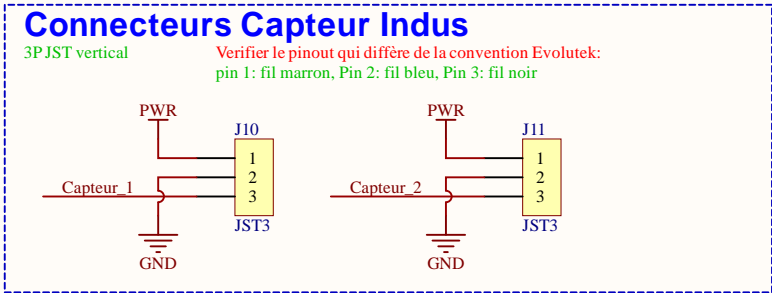 Connecteurs Capteur Indus
3P JST vertical
Verifier le pinout qui diffère de la convention Evolutek:
pin 1: fil marron, Pin 2: fil bleu, Pin 3: fil noir
PWR
J10
1
2
3
Capteur_1
JST3
GND
PWR
J11
1
2
3
Capteur_2
JST3
GND